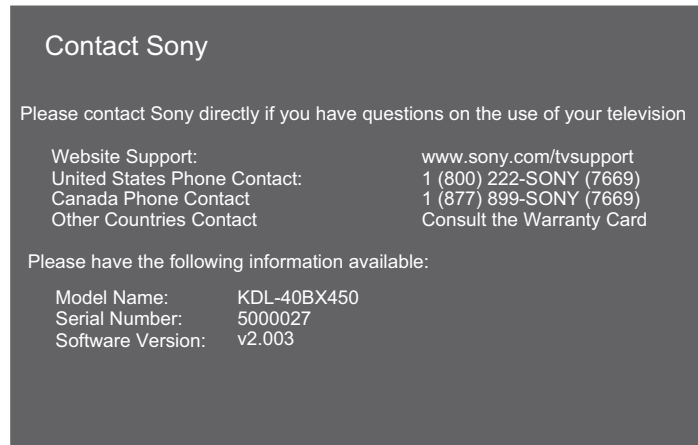 Contact Sony
Please contact Sony directly if you have questions on the use of your television
Website Support: www.sony.com/tvsupport
United States Phone Contact: 1 (800) 222-SONY (7669)
Canada Phone Contact 1 (877) 899-SONY (7669)
Other Countries Contact Consult the Warranty Card
Please have the following information available:
Model Name: KDL-40BX450
Serial Number: 5000027
Software Version: v2.003